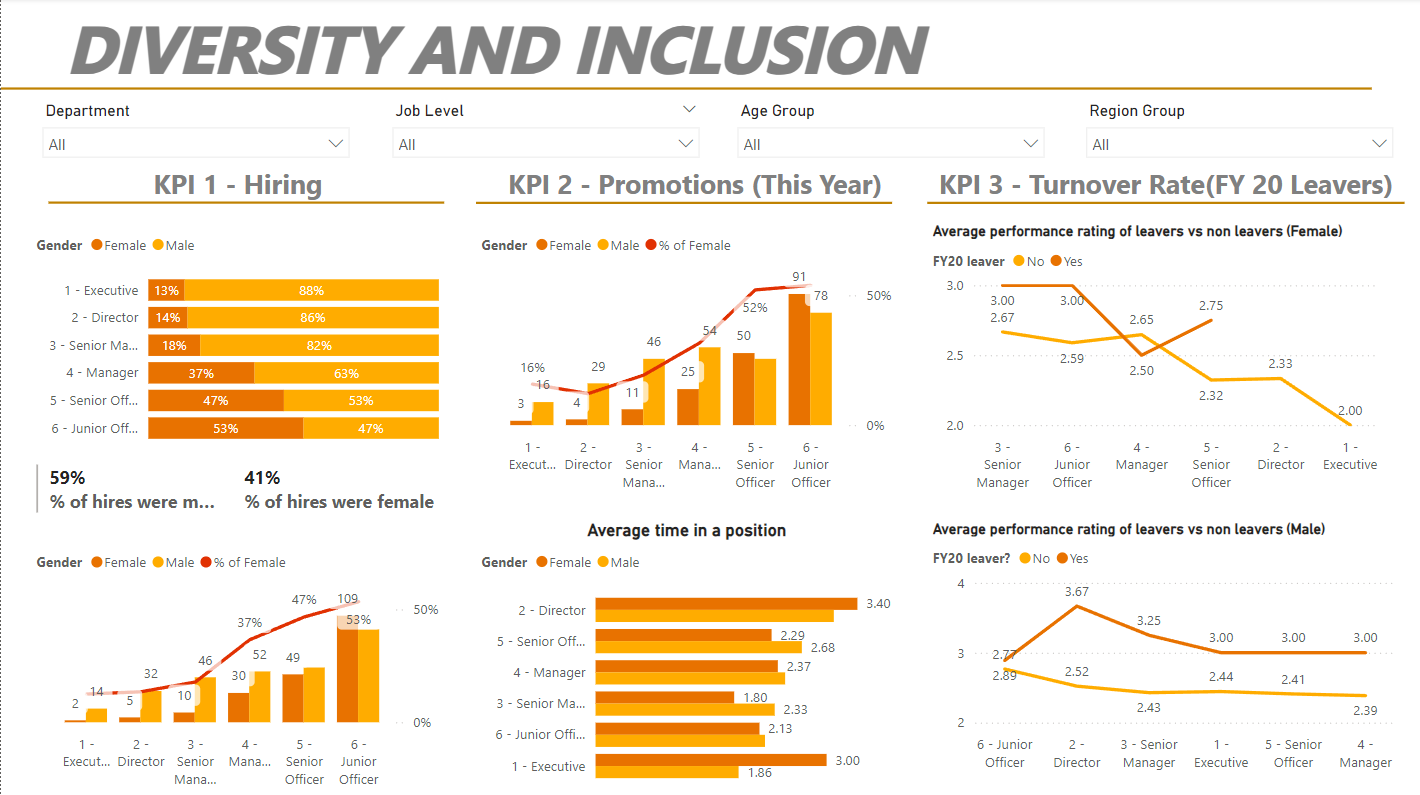 DIVERSITY AND INCLUSION
Department
Job Level
Age Group
Region Group
All
All
All
All
KPI 1 - Hiring
Gender Female Male
1 - Executive 13% 88%
2 - Director 14% 86%
3 - Senior Ma... 18% 82%
4 - Manager 37% 63%
5 - Senior Off... 47% 53%
6 - Junior Off... 53% 47%
59%
% of hires were m...
41%
% of hires were female
Gender Female Male % of Female
50%
0%
2 14
5 32
10 46
30 52 37%
49 47%
109 53%
1 -
Execut...
2 -
Director
3 -
Senior
Mana...
4 -
Mana...
5 -
Senior
Officer
6 -
Junior
Officer
KPI 2 - Promotions (This Year)
Gender Female Male % of Female
50%
0%
16%
3 16
4 29
11 46
25 54
50 52%
91 78
1 -
Execut...
2 -
Director
3 -
Senior
Mana...
4 -
Mana...
5 -
Senior
Officer
6 -
Junior
Officer
Average time in a position
Gender Female Male
2 - Director 3.40
5 - Senior Off... 2.29
2.68
4 - Manager 2.37
3 - Senior Ma... 1.80
2.33
6 - Junior Offi... 2.13
1 - Executive 3.00
1.86
KPI 3 - Turnover Rate(FY 20 Leavers)
Average performance rating of leavers vs non leavers (Female)
FY20 leaver No Yes
3.0
2.5
2.0
3.00
2.67
3.00
2.59
2.65
2.50
2.75
2.32
2.33
2.00
3 -
Senior
Manager
6 -
Junior
Officer
4 -
Manager
5 -
Senior
Officer
2 -
Director
1 -
Executive
Average performance rating of leavers vs non leavers (Male)
FY20 leaver? No Yes
4
3
2
2.77
2.89
3.67
2.52
3.25
2.43
3.00
2.44
3.00
2.41
3.00
2.39
6 - Junior
Officer
2 -
Director
3 - Senior
Manager
1 -
Executive
5 - Senior
Officer
4 -
Manager